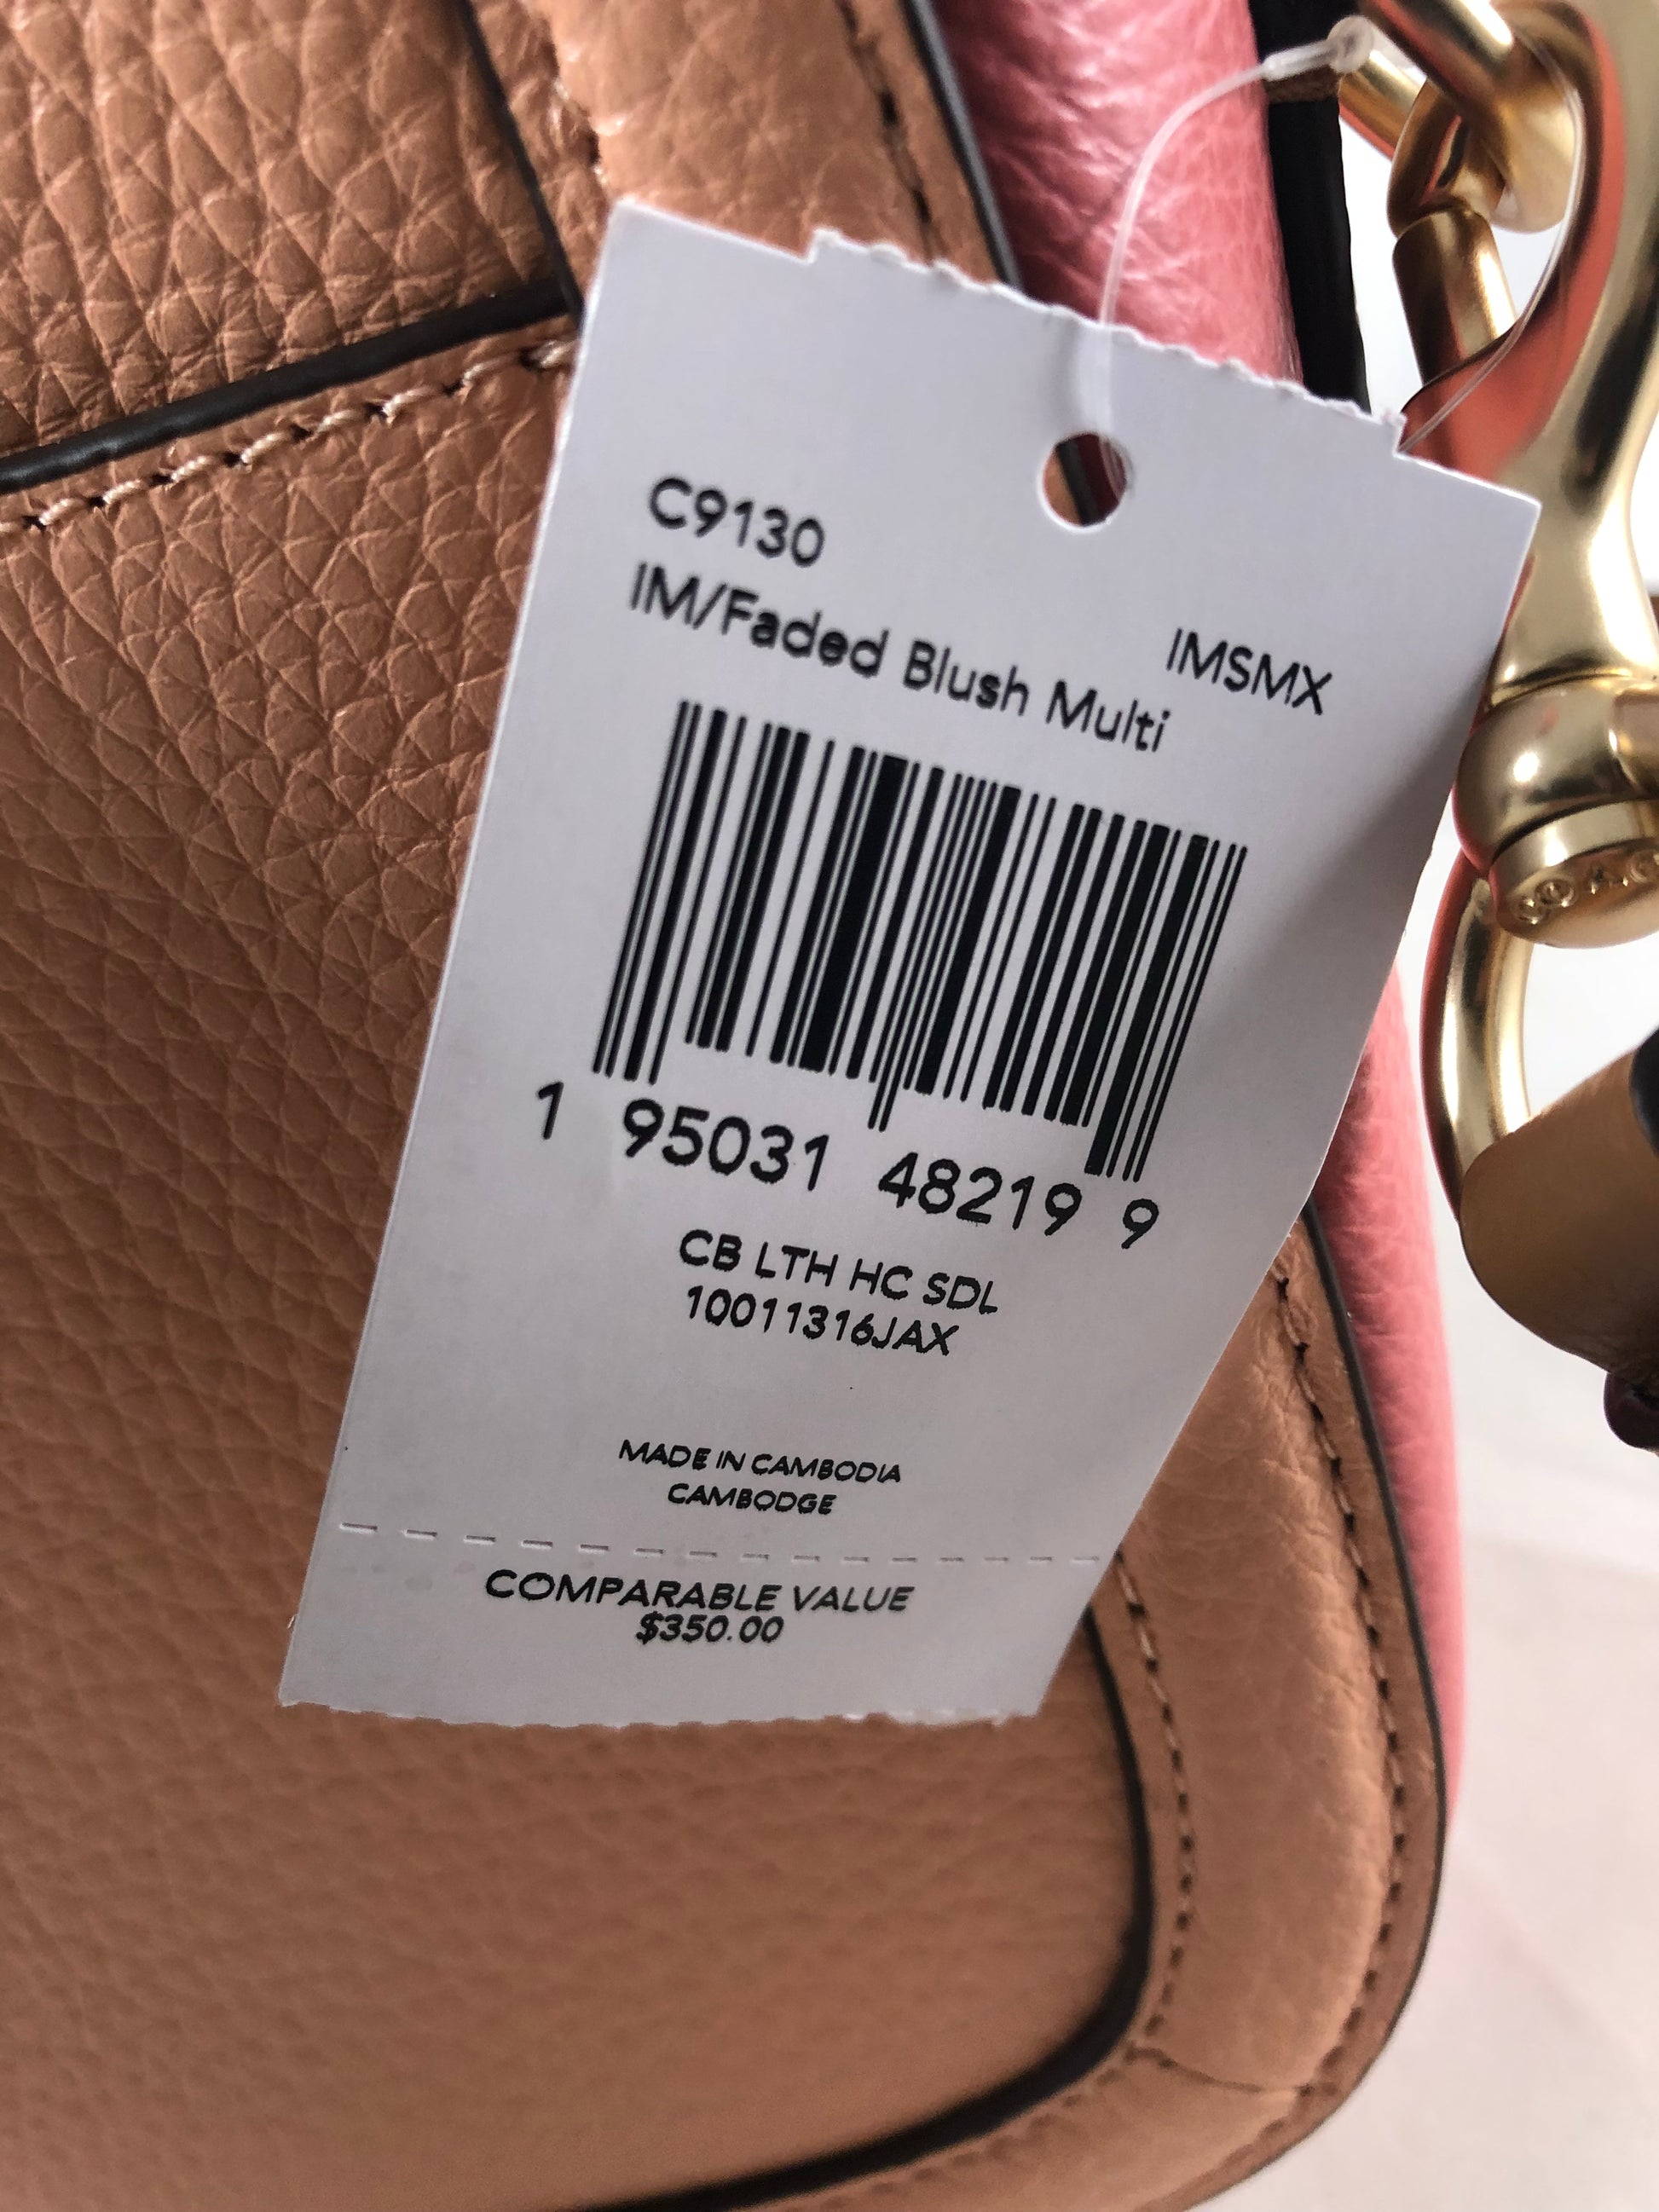 C9130
IMSMX
IM/Faded Blush Multi
1 95031 48219 9
CB LTH HC SDL
10011316JAX
MADE IN CAMBODIA
CAMBODGE
COMPARABLE VALUE
$350.00